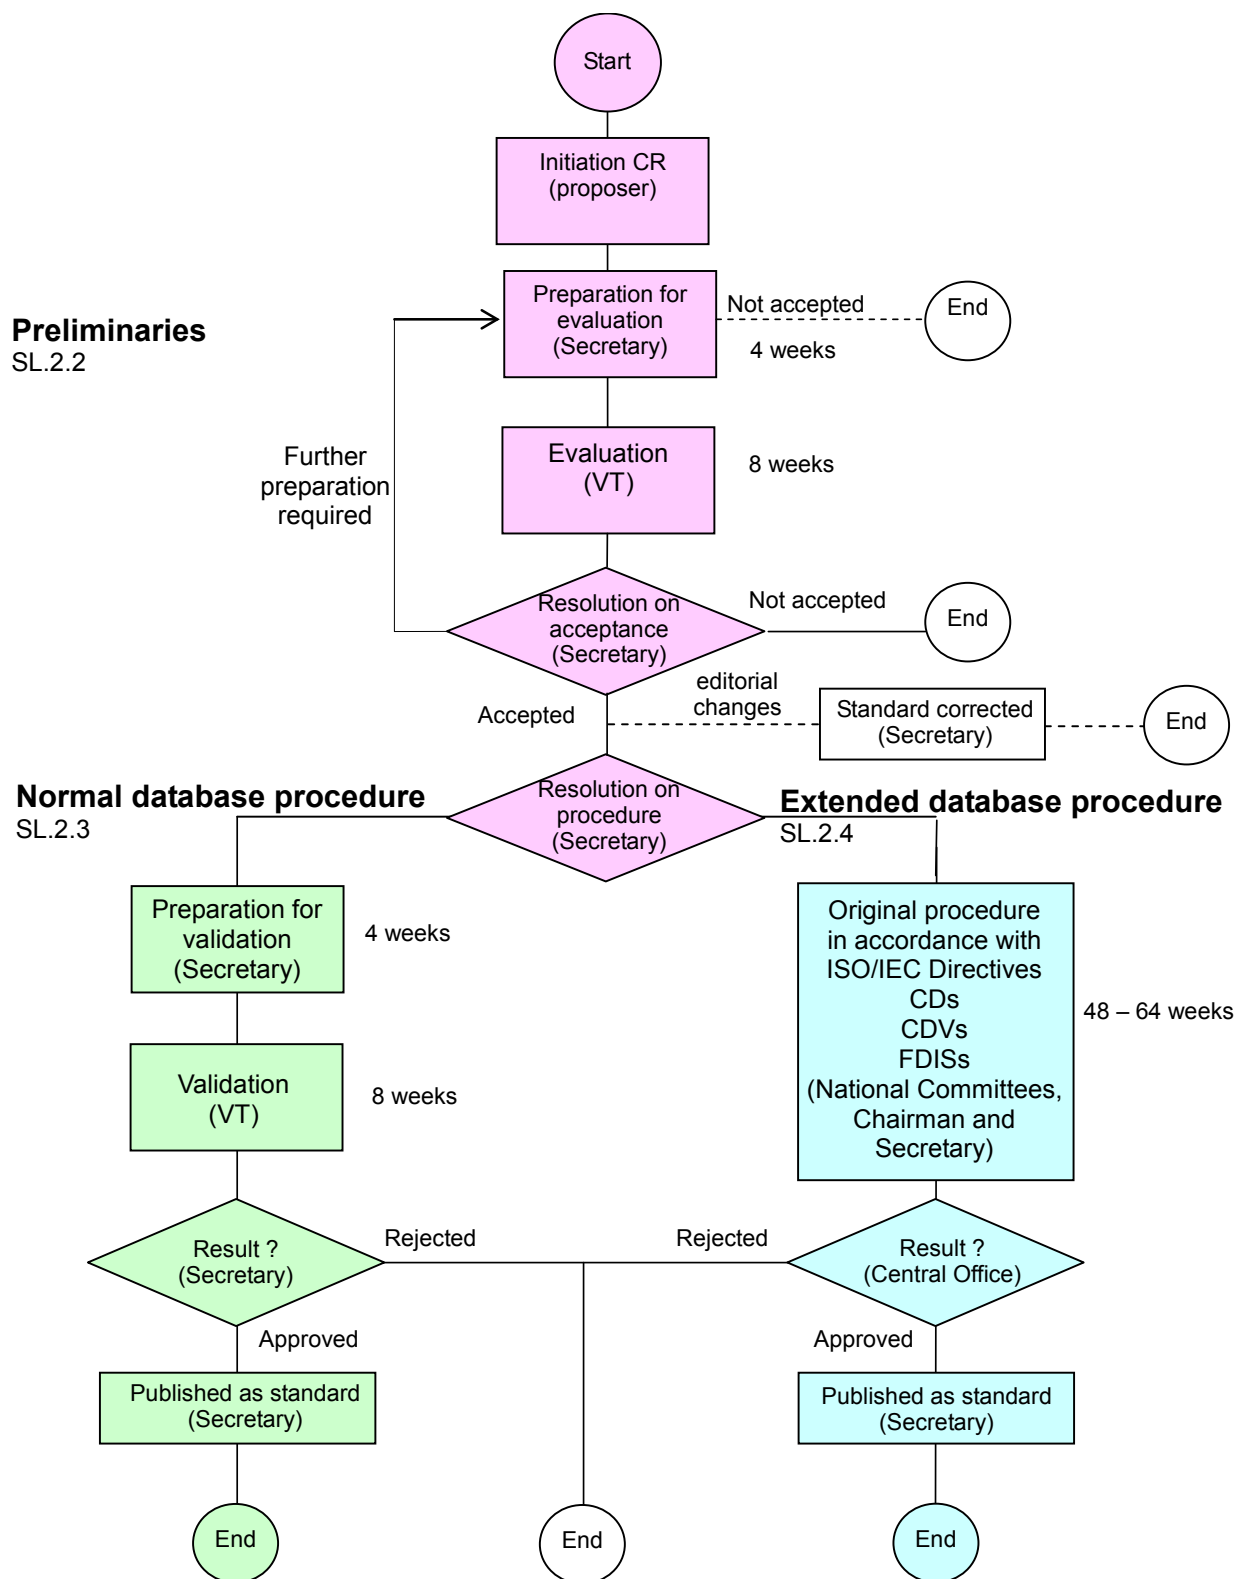 Start
Initiation CR
(proposer)
Preparation for
evaluation
(Secretary)
Not accepted
4 weeks
End
Preliminaries
SL.2.2
Further
preparation
required
Evaluation
(VT)
8 weeks
Resolution on
acceptance
(Secretary)
Not accepted
End
Accepted
editorial
changes
Standard corrected
(Secretary)
End
Resolution on
procedure
(Secretary)
Normal database procedure
SL.2.3
Extended database procedure
SL.2.4
Preparation for
validation
(Secretary)
4 weeks
Validation
(VT)
8 weeks
Original procedure
in accordance with
ISO/IEC Directives
CDs
CDVs
FDISs
(National Committees,
Chairman and
Secretary)
48 – 64 weeks
Result ?
(Secretary)
Rejected
Rejected
Result ?
(Central Office)
Approved
Approved
Published as standard
(Secretary)
Published as standard
(Secretary)
End
End
End